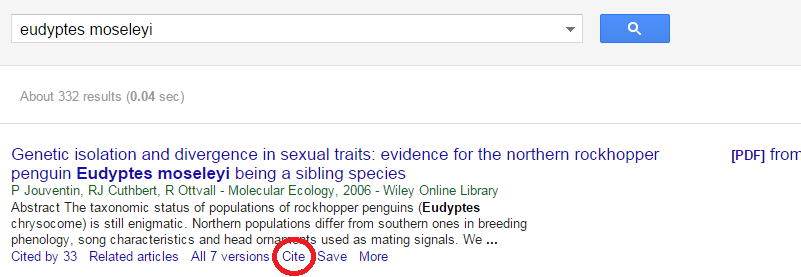 eudyptes moseleyi
About 332 results (0.04 sec)
Genetic isolation and divergence in sexual traits: evidence for the northern rockhopper [PDF] from
penguin Eudyptes moseleyi being a sibling species
P Jouventin, RJ Cuthbert, R Ottvall - Molecular Ecology, 2006 - Wiley Online Library
Abstract The taxonomic status of populations of rockhopper penguins (Eudyptes
chrysocome) is still enigmatic. Northern populations differ from southern ones in breeding
phenology, song characteristics and head ornaments used as mating signals. We ...
Cited by 33 Related articles All 7 versions Cite Save More